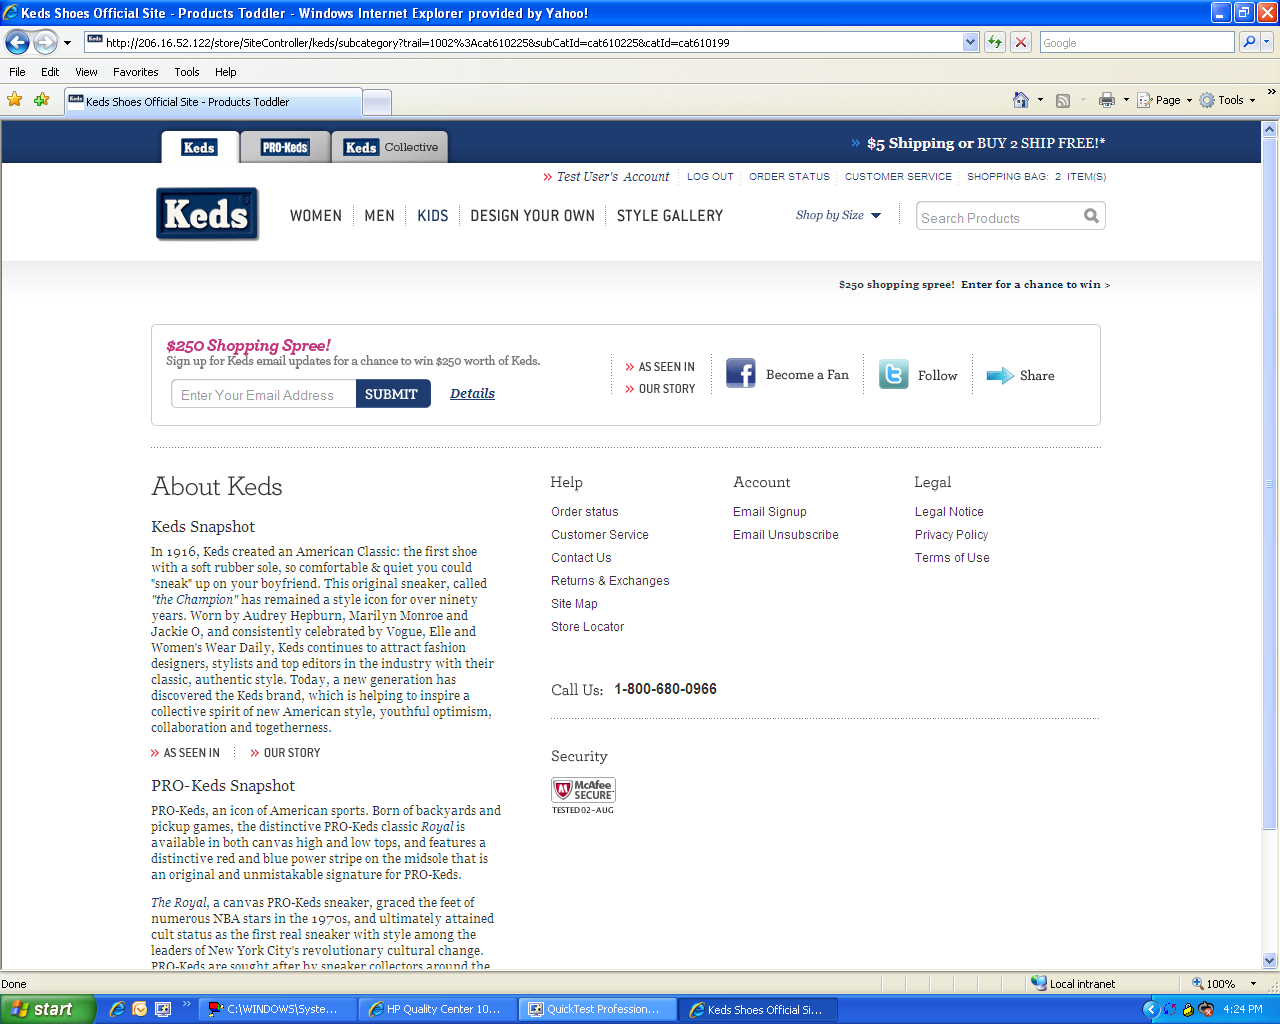 Keds Shoes Official Site - Products Toddler - Windows Internet Explorer provided by Yahoo!
http://206.16.52.122/store/SiteController/keds/subcategory?trail=1002%3Acat610225&subCatId=cat610225&catId=cat610199
Google
File Edit View Favorites Tools Help
Keds Shoes Official Site - Products Toddler
Page Tools
Keds PRO-Keds Keds Collective
» $5 Shipping or BUY 2 SHIP FREE!*
» Test User's Account LOG OUT ORDER STATUS CUSTOMER SERVICE SHOPPING BAG: 2 ITEM(S)
Keds
WOMEN MEN KIDS DESIGN YOUR OWN STYLE GALLERY
Shop by Size
Search Products
$250 shopping spree! Enter for a chance to win >
$250 Shopping Spree!
Sign up for Keds email updates for a chance to win $250 worth of Keds.
Enter Your Email Address SUBMIT Details
» AS SEEN IN
» OUR STORY
Become a Fan
Follow
Share
About Keds
Keds Snapshot
In 1916, Keds created an American Classic: the first shoe
with a soft rubber sole, so comfortable & quiet you could
"sneak" up on your boyfriend. This original sneaker, called
"the Champion" has remained a style icon for over ninety
years. Worn by Audrey Hepburn, Marilyn Monroe and
Jackie O, and consistently celebrated by Vogue, Elle and
Women's Wear Daily, Keds continues to attract fashion
designers, stylists and top editors in the industry with their
classic, authentic style. Today, a new generation has
discovered the Keds brand, which is helping to inspire a
collective spirit of new American style, youthful optimism,
collaboration and togetherness.
» AS SEEN IN » OUR STORY
PRO-Keds Snapshot
PRO-Keds, an icon of American sports. Born of backyards and
pickup games, the distinctive PRO-Keds classic Royal is
available in both canvas high and low tops, and features a
distinctive red and blue power stripe on the midsole that is
an original and unmistakable signature for PRO-Keds.
The Royal, a canvas PRO-Keds sneaker, graced the feet of
numerous NBA stars in the 1970s, and ultimately attained
cult status as the first real sneaker with style among the
leaders of New York City's revolutionary cultural change.
PRO-Keds are sought after by sneaker collectors around the
Help
Order status
Customer Service
Contact Us
Returns & Exchanges
Site Map
Store Locator
Account
Email Signup
Email Unsubscribe
Legal
Legal Notice
Privacy Policy
Terms of Use
Call Us: 1-800-680-0966
Security
McAfee
SECURE
TESTED 02-AUG
Done
Local intranet
100%
start
C:\WINDOWS\Syste...
HP Quality Center 10...
QuickTest Profession...
Keds Shoes Official Si...
4:24 PM